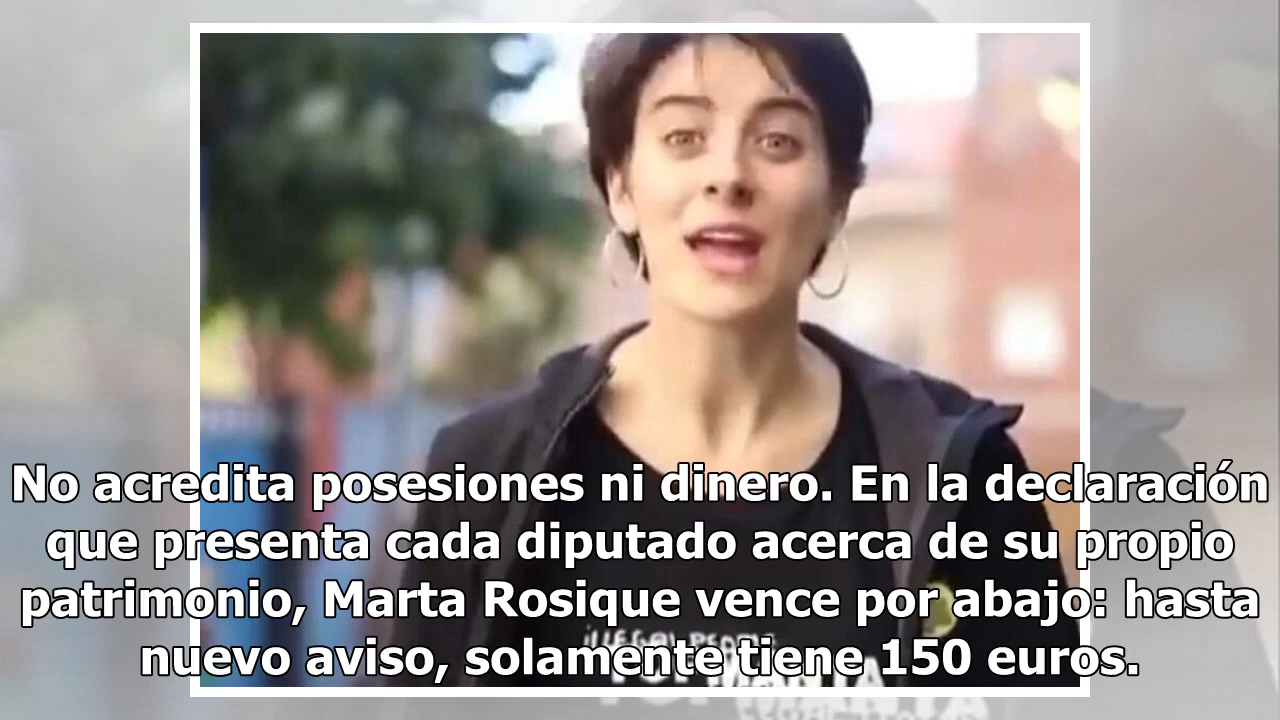 No acredita posesiones ni dinero. En la declaración
que presenta cada diputado acerca de su propio
patrimonio, Marta Rosique vence por abajo: hasta
nuevo aviso, solamente tiene 150 euros.